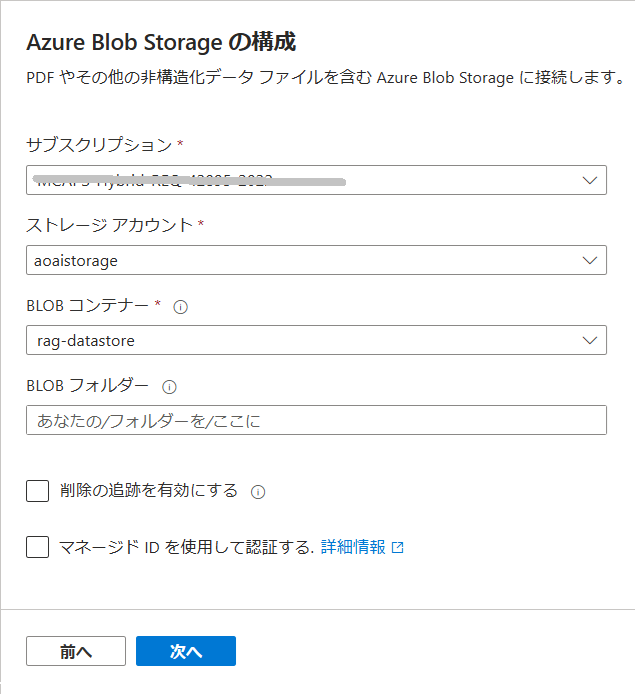 Azure Blob Storage の構成
PDF やその他の非構造化データ ファイルを含む Azure Blob Storage に接続します。
サブスクリプション *
ストレージ アカウント *
aoaistorage
BLOB コンテナー *
rag-datastore
BLOB フォルダー
あなたの/フォルダーを/ここに
削除の追跡を有効にする
マネージド ID を使用して認証する. 詳細情報
前へ
次へ